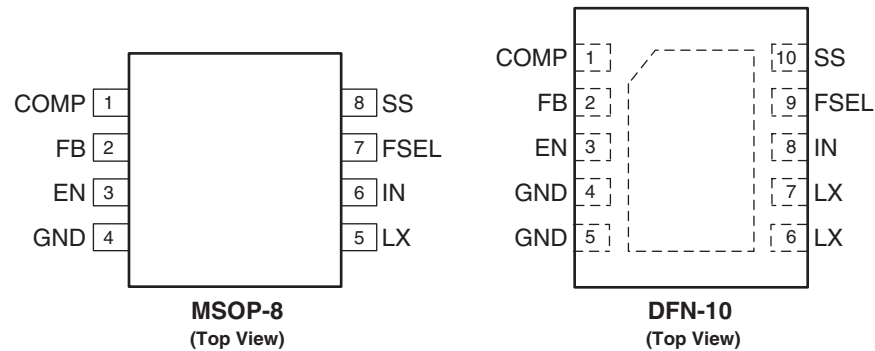 COMP 1
FB 2
EN 3
GND 4
8 SS
7 FSEL
6 IN
5 LX
MSOP-8
(Top View)
COMP 1
FB 2
EN 3
GND 4
GND 5
10 SS
9 FSEL
8 IN
7 LX
6 LX
DFN-10
(Top View)